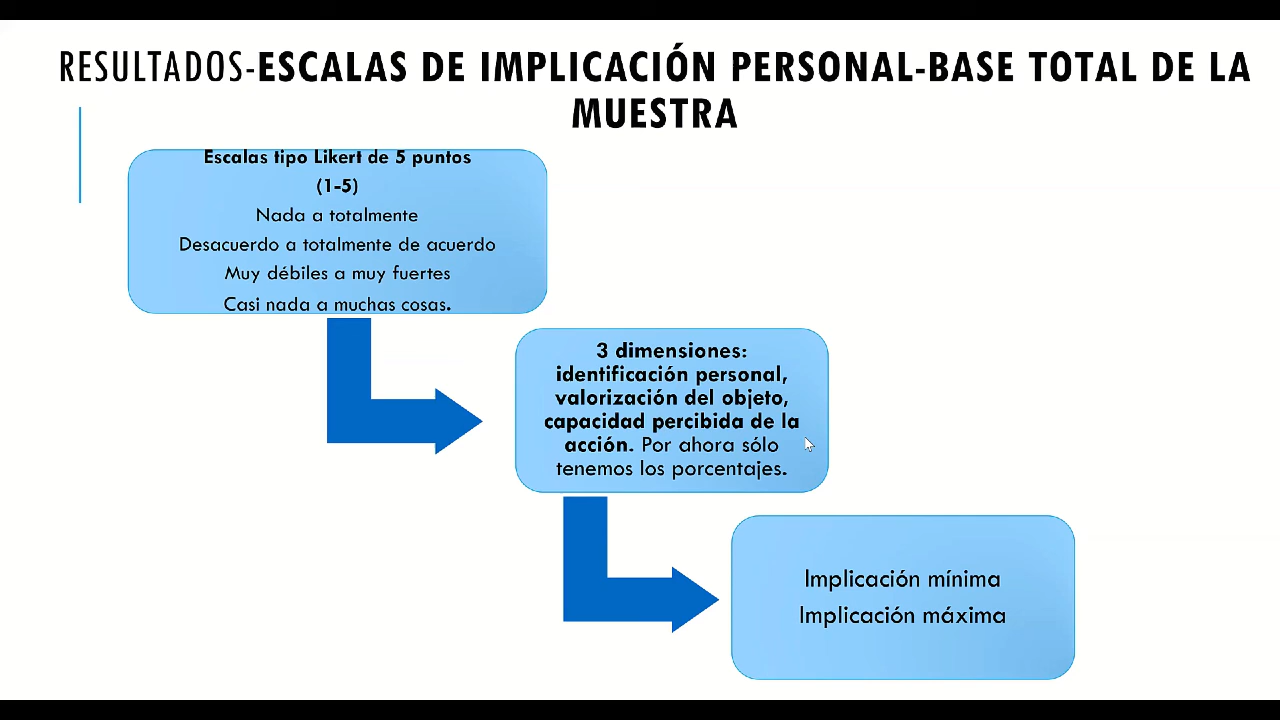 RESULTADOS-ESCALAS DE IMPLICACIÓN PERSONAL-BASE TOTAL DE LA
MUESTRA
Escalas tipo Likert de 5 puntos
(1-5)
Nada a totalmente
Desacuerdo a totalmente de acuerdo
Muy débiles a muy fuertes
Casi nada a muchas cosas.
3 dimensiones:
identificación personal,
valorización del objeto,
capacidad percibida de la
acción. Por ahora sólo
tenemos los porcentajes.
Implicación mínima
Implicación máxima